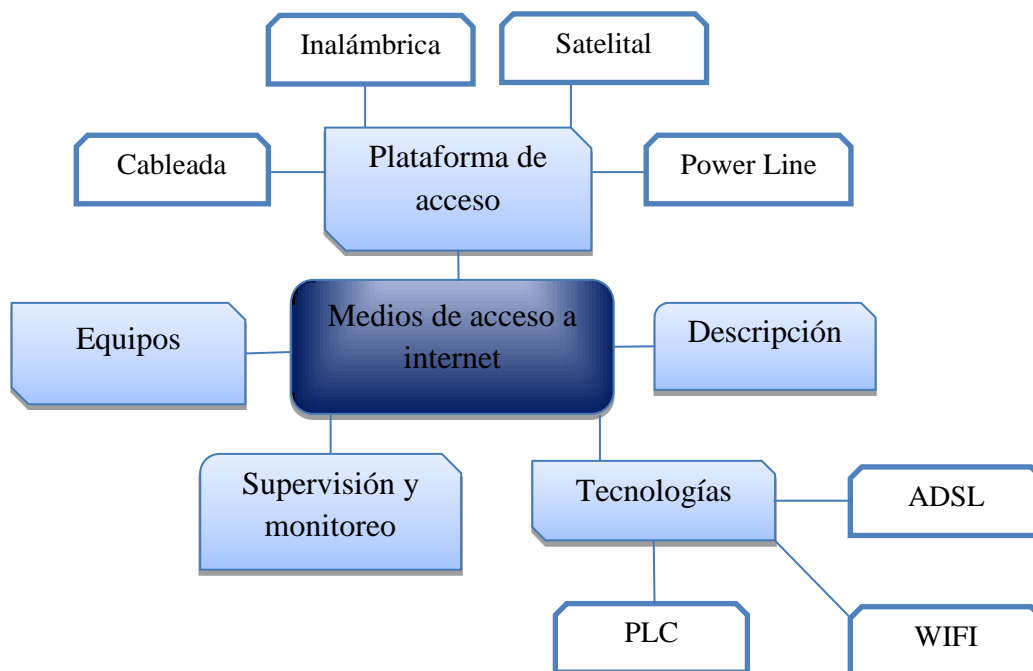 Inalámbrica
Satelital
Cableada
Plataforma de
acceso
Power Line
Equipos
Medios de acceso a
internet
Descripción
Supervisión y
monitoreo
Tecnologías
ADSL
PLC
WIFI